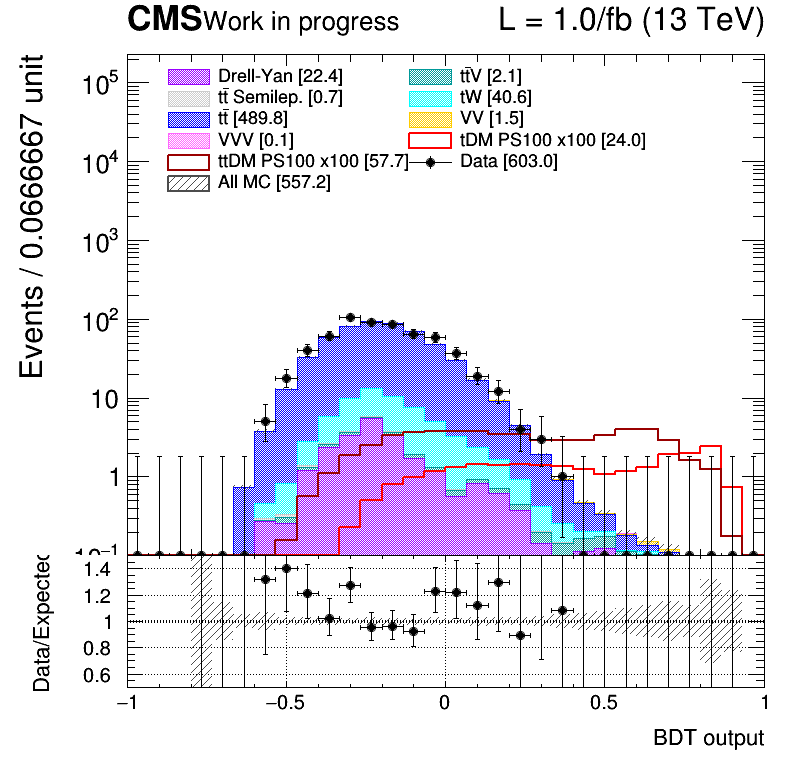 CMS Work in progress L = 1.0/fb (13 TeV)
Events / 0.0666667 unit
10⁵
10⁴
10³
10²
10
1
10⁻¹
Drell-Yan [22.4]
tt̄ Semilep. [0.7]
tt̄ [489.8]
VVV [0.1]
ttDM PS100 x100 [57.7]
All MC [557.2]
tt̄V [2.1]
tW [40.6]
VV [1.5]
tDM PS100 x100 [24.0]
Data [603.0]
Data/Expected
1.4
1.2
1
0.8
0.6
−1 −0.5 0 0.5 1
BDT output